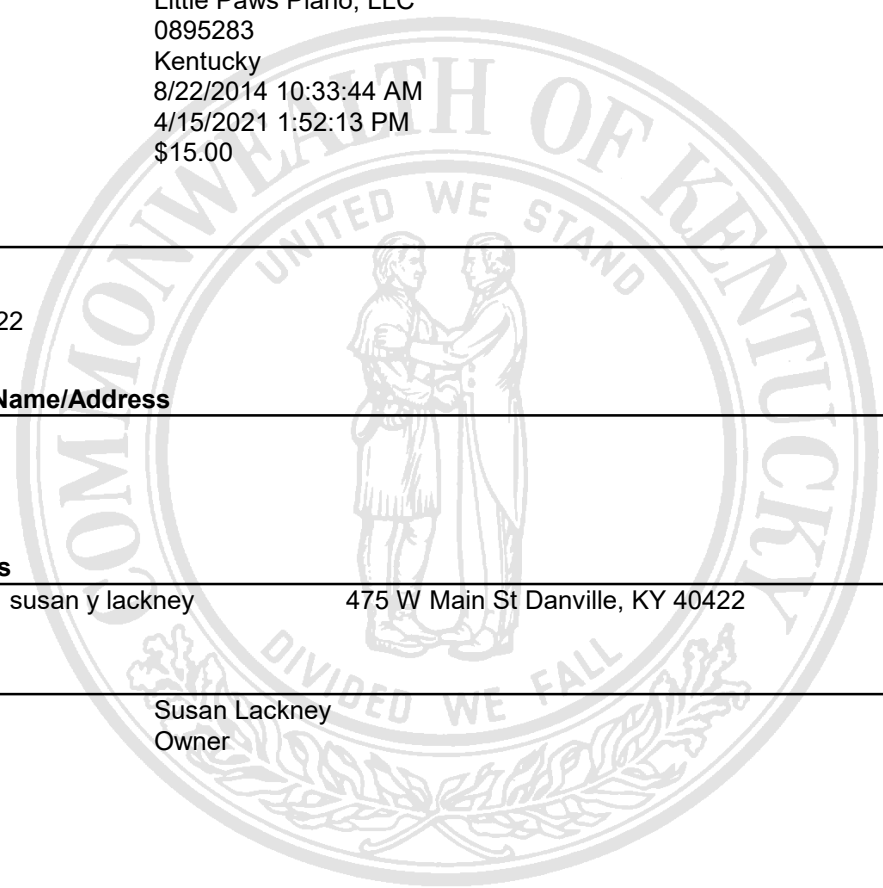 Little Paws Piano, LLC
0895283
Kentucky
8/22/2014 10:33:44 AM
4/15/2021 1:52:13 PM
$15.00
22
Name/Address
s
susan y lackney 475 W Main St Danville, KY 40422
Susan Lackney
Owner
COMMONWEALTH OF KENTUCKY
UNITED WE STAND
DIVIDED WE FALL